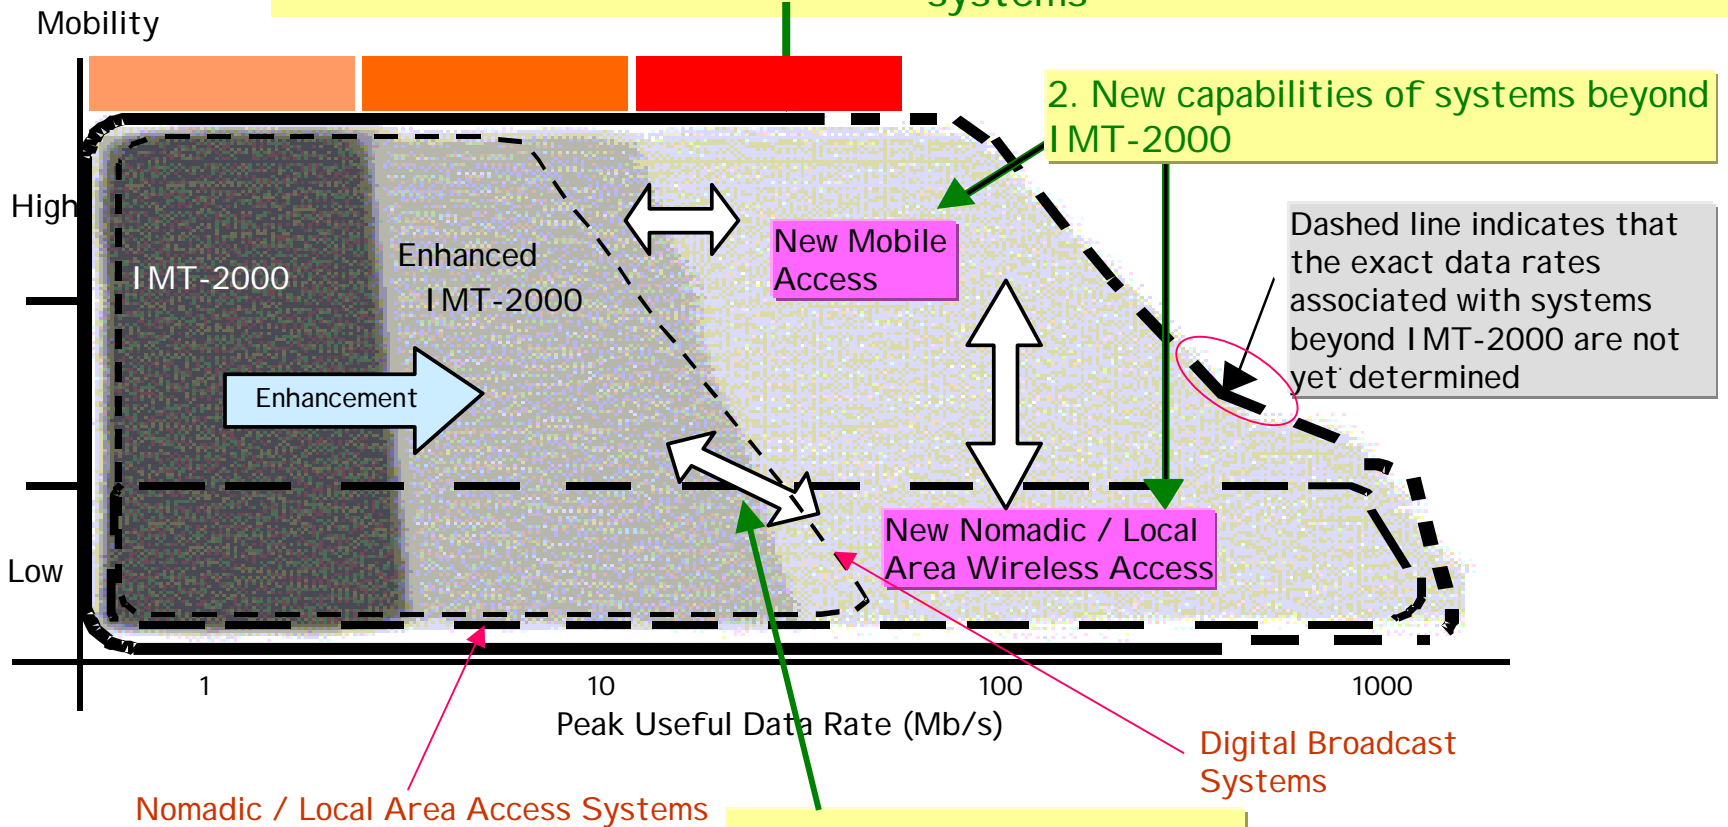 systems
Mobility
2. New capabilities of systems beyond
IMT-2000
High
Dashed line indicates that
the exact data rates
associated with systems
beyond IMT-2000 are not
yet determined
New Mobile
Access
Enhanced
IMT-2000
IMT-2000
Enhancement
New Nomadic / Local
Area Wireless Access
Low
1
10
100
1000
Peak Useful Data Rate (Mb/s)
Digital Broadcast
Systems
Nomadic / Local Area Access Systems